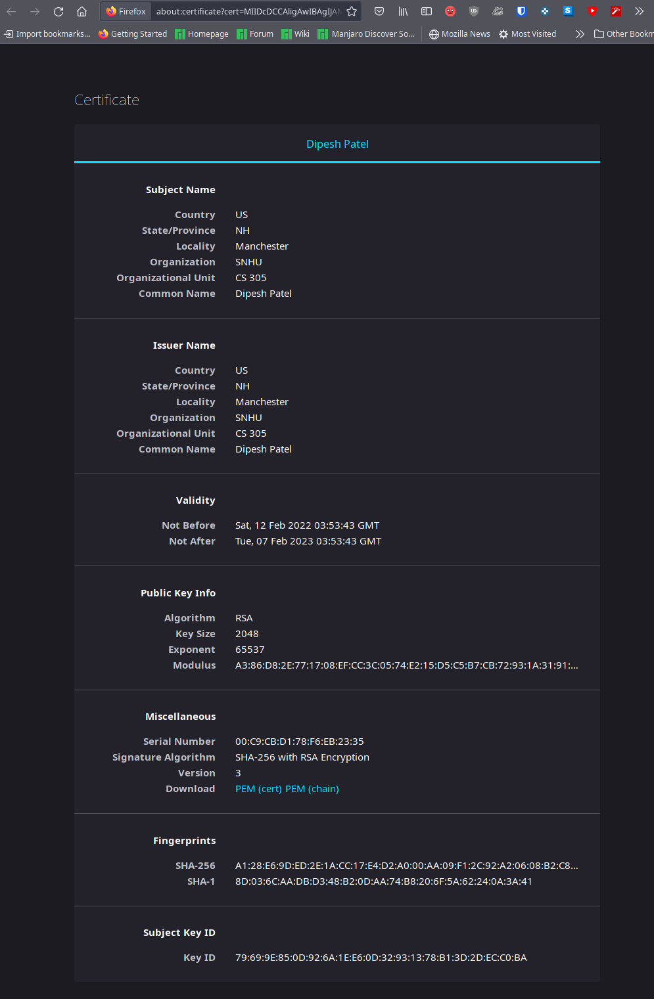 Firefox about:certificate?cert=MIIDcDCCAligAwIBAgIJAM
Import bookmarks... Getting Started Homepage Forum Wiki Manjaro Discover So... Mozilla News Most Visited Other Bookm
Certificate
Dipesh Patel
Subject Name
Country US
State/Province NH
Locality Manchester
Organization SNHU
Organizational Unit CS 305
Common Name Dipesh Patel
Issuer Name
Country US
State/Province NH
Locality Manchester
Organization SNHU
Organizational Unit CS 305
Common Name Dipesh Patel
Validity
Not Before Sat, 12 Feb 2022 03:53:43 GMT
Not After Tue, 07 Feb 2023 03:53:43 GMT
Public Key Info
Algorithm RSA
Key Size 2048
Exponent 65537
Modulus A3:86:D8:2E:77:17:08:EF:CC:3C:05:74:E2:15:D5:C5:B7:CB:72:93:1A:31:91:...
Miscellaneous
Serial Number 00:C9:CB:D1:78:F6:EB:23:35
Signature Algorithm SHA-256 with RSA Encryption
Version 3
Download PEM (cert) PEM (chain)
Fingerprints
SHA-256 A1:28:E6:9D:ED:2E:1A:CC:17:E4:D2:A0:00:AA:09:F1:2C:92:A2:06:08:B2:C8...
SHA-1 8D:03:6C:AA:DB:D3:48:B2:0D:AA:74:B8:20:6F:5A:62:24:0A:3A:41
Subject Key ID
Key ID 79:69:9E:85:0D:92:6A:1E:E6:0D:32:93:13:78:B1:3D:2D:EC:C0:BA